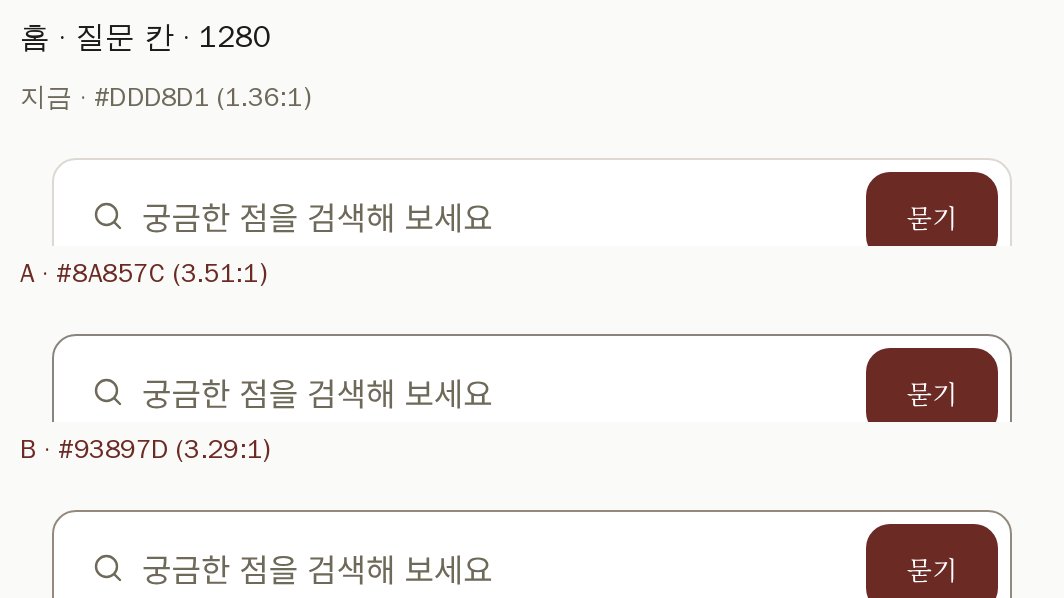 홈 · 질문 칸 · 1280
지금 · #DDD8D1 (1.36:1)
궁금한 점을 검색해 보세요 묻기
A · #8A857C (3.51:1)
궁금한 점을 검색해 보세요 묻기
B · #93897D (3.29:1)
궁금한 점을 검색해 보세요 묻기